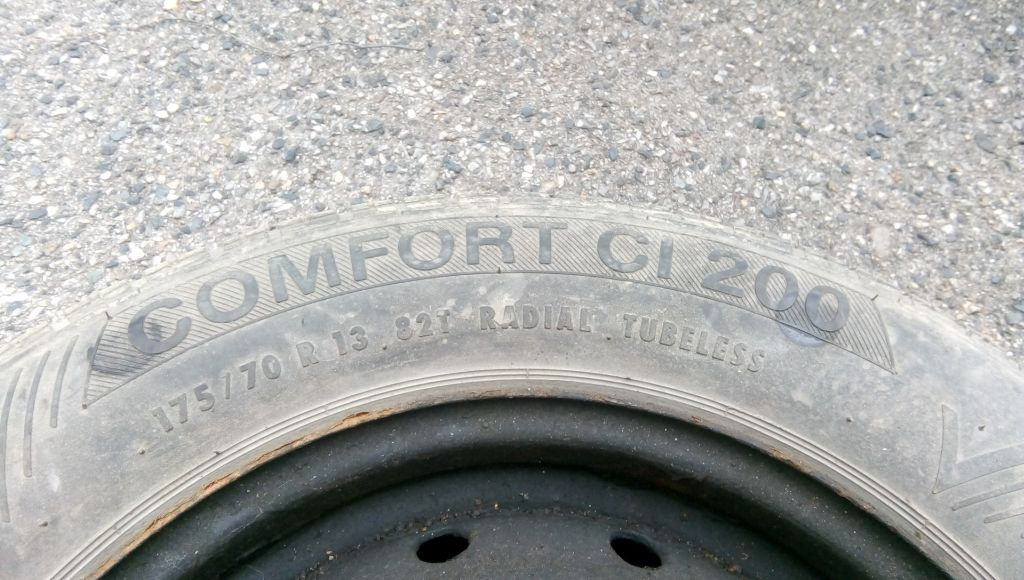 COMFORT CI 200
175/70 R 13 82T RADIAL TUBELESS